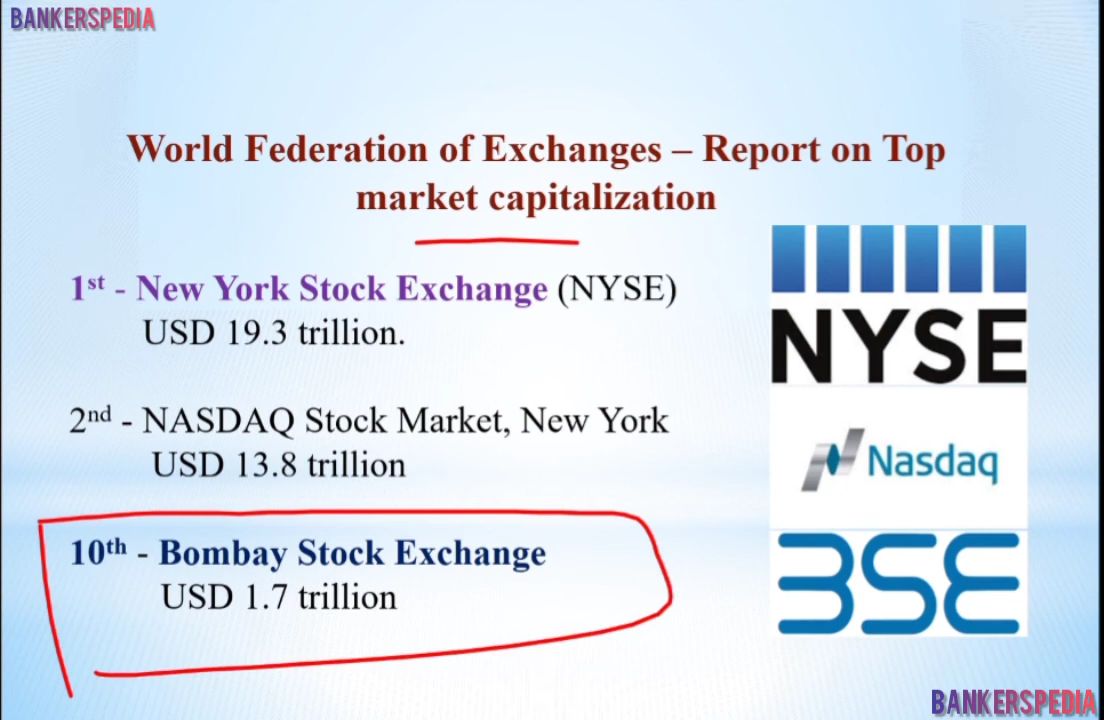 BANKERSPEDIA
World Federation of Exchanges – Report on Top
market capitalization
1st - New York Stock Exchange (NYSE)
USD 19.3 trillion.
NYSE
2nd - NASDAQ Stock Market, New York
USD 13.8 trillion
Nasdaq
10th - Bombay Stock Exchange
USD 1.7 trillion
BSE
BANKERSPEDIA